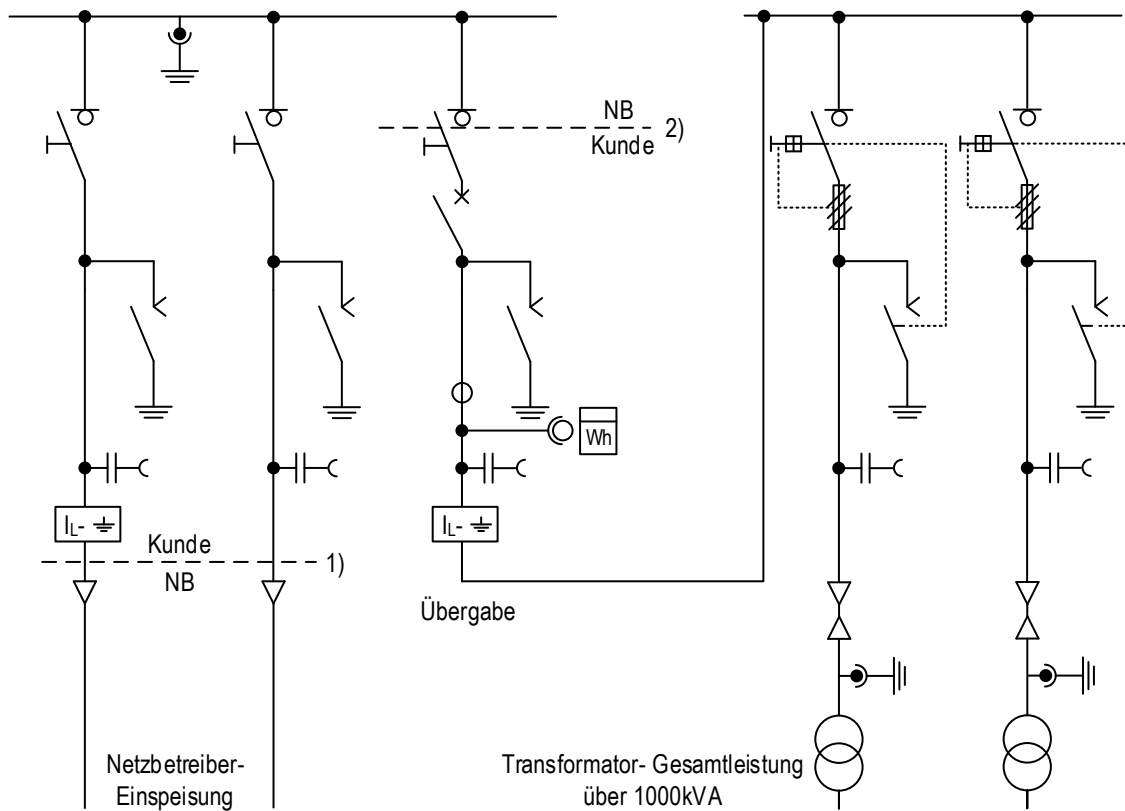 NB
Kunde
2)
Wh
IL-
IL-
Kunde
NB
1)
Übergabe
Netzbetreiber-
Einspeisung
Transformator- Gesamtleistung
über 1000kVA